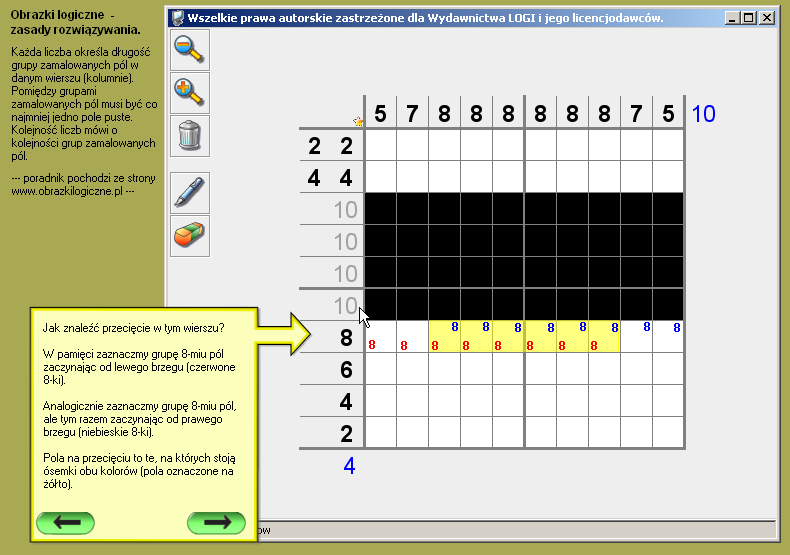 Obrazki logiczne -
zasady rozwiązywania.
Każda liczba określa długość
grupy zamalowanych pól w
danym wierszu (kolumnie).
Pomiędzy grupami
zamalowanych pól musi być co
najmniej jedno pole puste.
Kolejność liczb mówi o
kolejności grup zamalowanych
pól.
--- poradnik pochodzi ze strony
www.obrazkilogiczne.pl ---
Wszelkie prawa autorskie zastrzeżone dla Wydawnictwa LOGI i jego licencjodawców.
5 7 8 8 8 8 8 8 7 5 10
2 2
4 4
10
10
10
10
8 8 8 8 8 8 8 8 8
8 8 8 8 8 8 8 8 8
6
4
2
4
Jak znaleźć przecięcie w tym wierszu?
W pamięci zaznaczmy grupę 8-miu pól
zaczynając od lewego brzegu (czerwone
8-ki).
Analogicznie zaznaczmy grupę 8-miu pól,
ale tym razem zaczynając od prawego
brzegu (niebieskie 8-ki).
Pola na przecięciu to te, na których stoją
ósemki obu kolorów (pola oznaczone na
żółto).